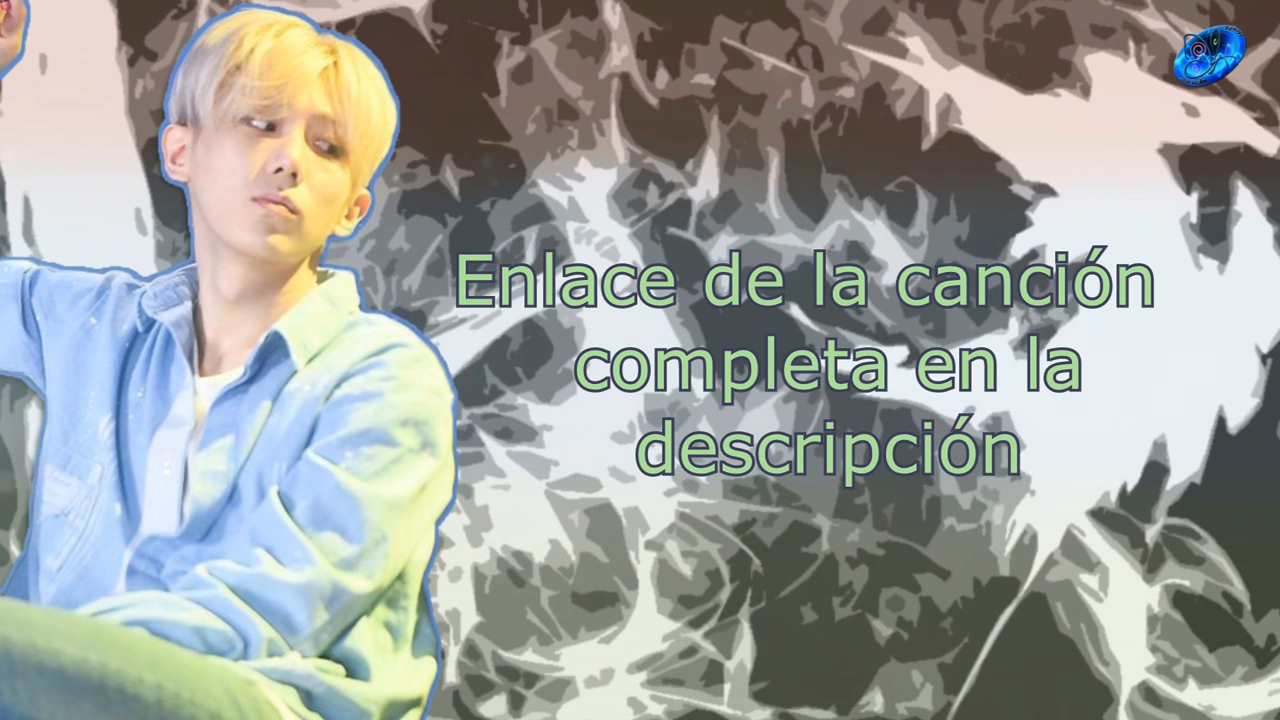 Enlace de la canción
completa en la
descripción